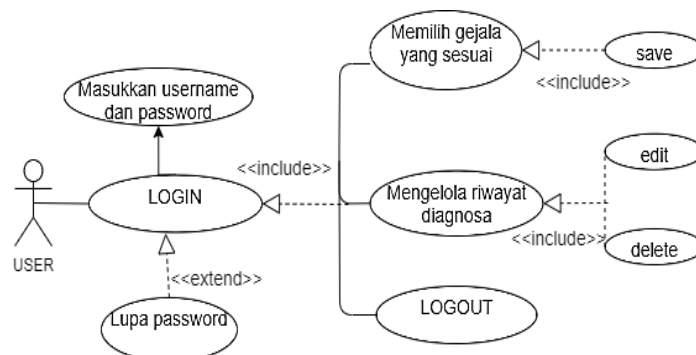 Memilih gejala
yang sesuai
save
<<include>>
Masukkan username
dan password
<<include>>
edit
LOGIN
Mengelola riwayat
diagnosa
<<include>>
delete
USER
<<extend>>
Lupa password
LOGOUT